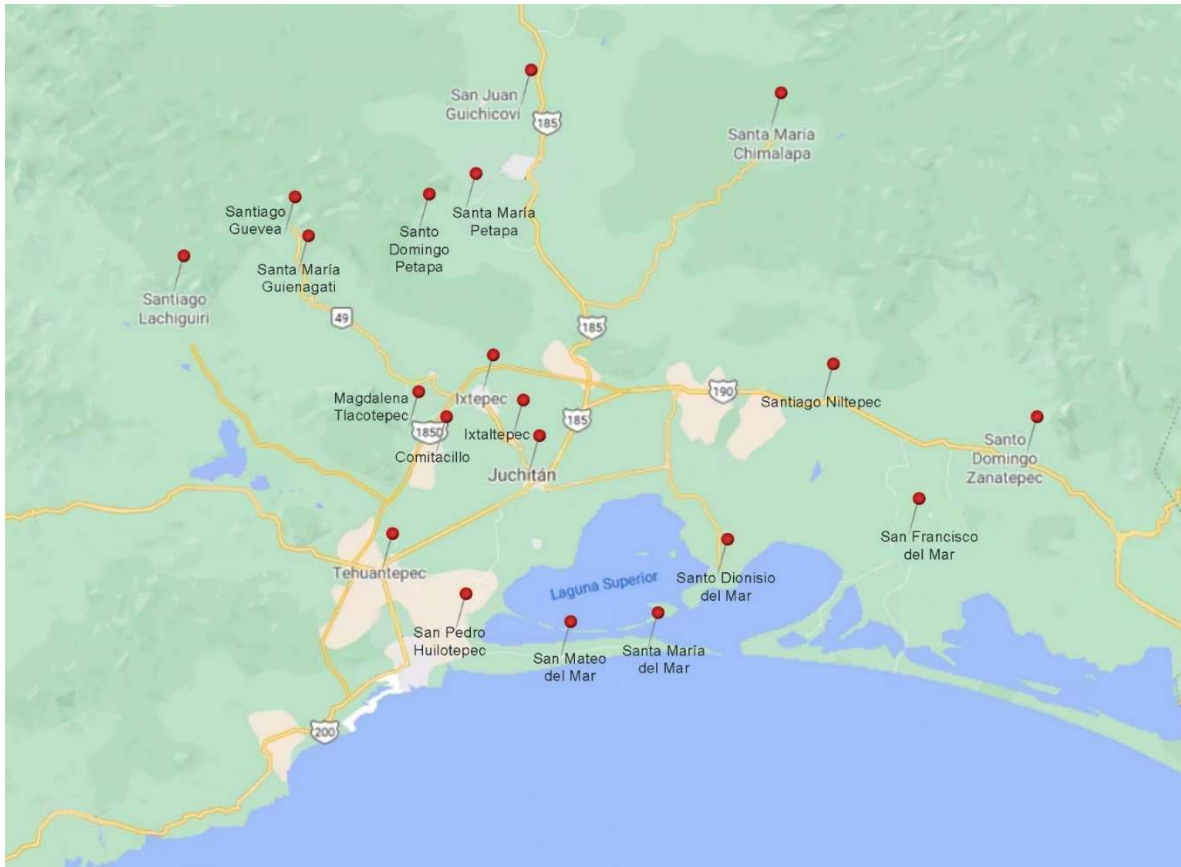 San Juan
Guichicovi
185
Santa María
Chimalapa
Santiago
Guevea
Santo
Domingo
Petapa
Santa María
Petapa
Santa María
Guienagati
Santiago
Lachiguiri
49
185
Magdalena
Tlacotepec
Ixtepec
190
Santiago Niltepec
185D
185
Ixtaltepec
Comitacillo
Juchitán
Santo
Domingo
Zanatepec
San Francisco
del Mar
Tehuantepec
Laguna Superior
Santo Dionisio
del Mar
San Pedro
Huilotepec
San Mateo
del Mar
Santa María
del Mar
200